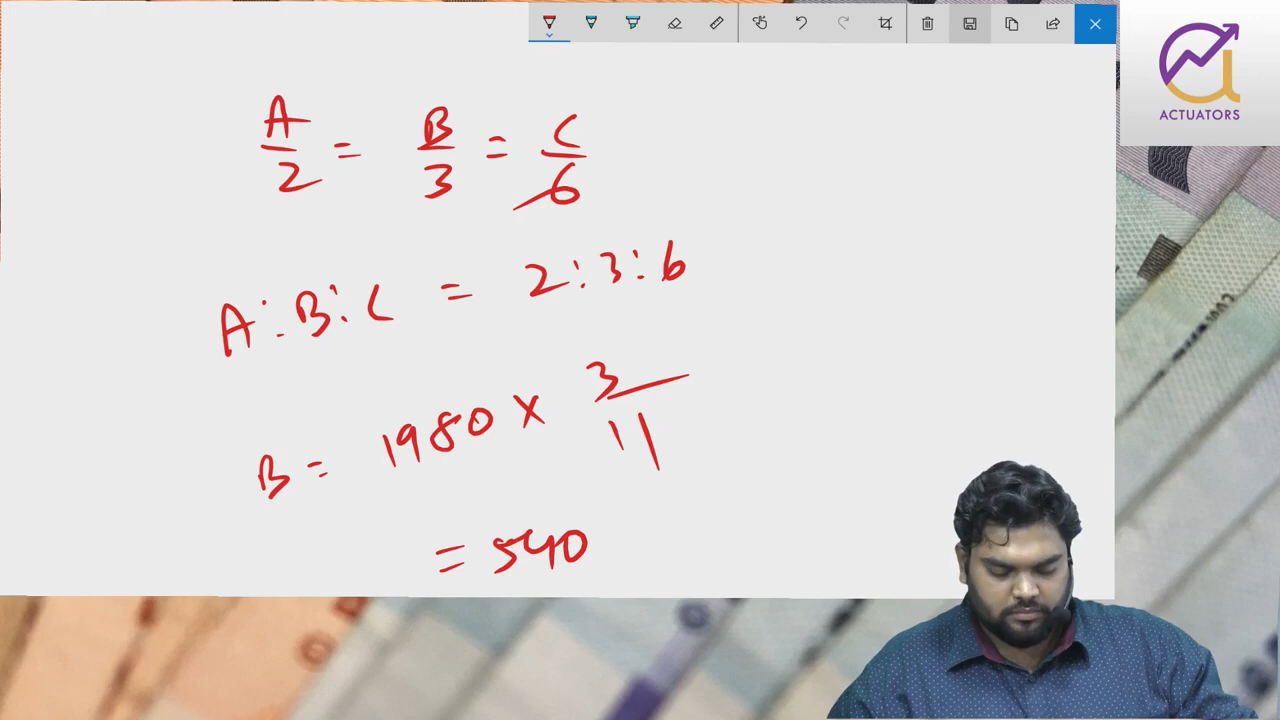 ACTUATORS
A/2 = B/3 = C/6
A:B:C = 2:3:6
B = 1980 × 3/11
= 540